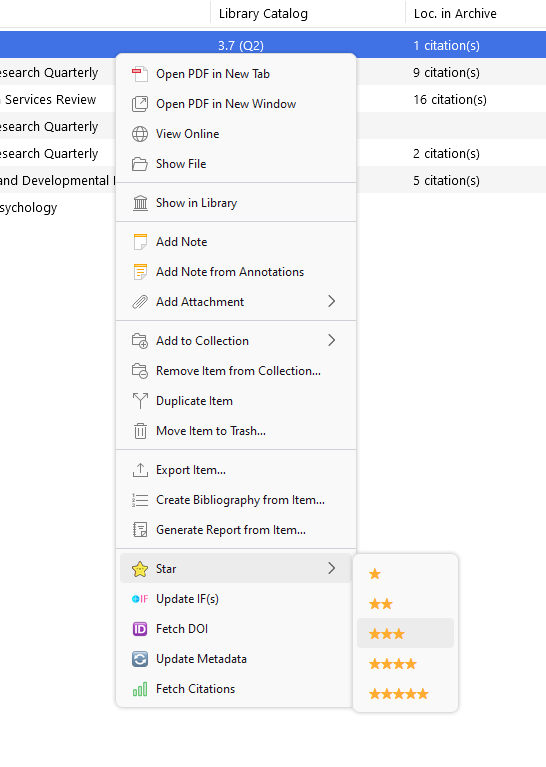 Library Catalog
Loc. in Archive
3.7 (Q2)
1 citation(s)
esearch Quarterly
9 citation(s)
Services Review
16 citation(s)
esearch Quarterly
esearch Quarterly
2 citation(s)
and Developmental
5 citation(s)
sychology
Open PDF in New Tab
Open PDF in New Window
View Online
Show File
Show in Library
Add Note
Add Note from Annotations
Add Attachment
Add to Collection
Remove Item from Collection...
Duplicate Item
Move Item to Trash...
Export Item...
Create Bibliography from Item...
Generate Report from Item...
Star
IF Update IF(s)
ID Fetch DOI
Update Metadata
Fetch Citations